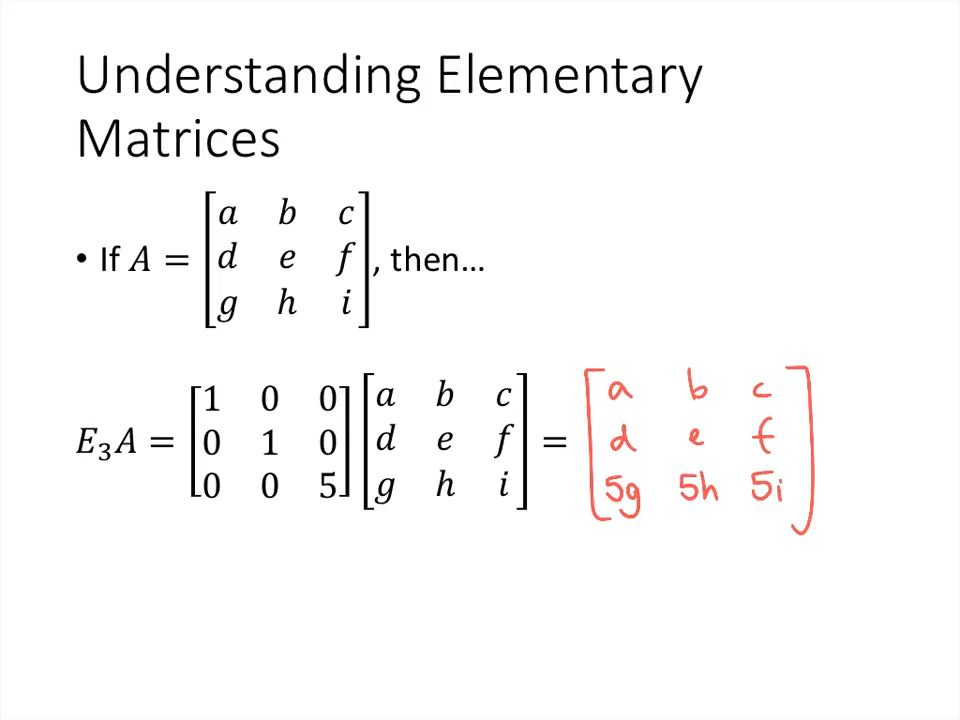 Understanding Elementary
Matrices
• If A = [a b c
d e f
g h i], then…
E₃A = [1 0 0
0 1 0
0 0 5] [a b c
d e f
g h i] = [a b c
d e f
5g 5h 5i]